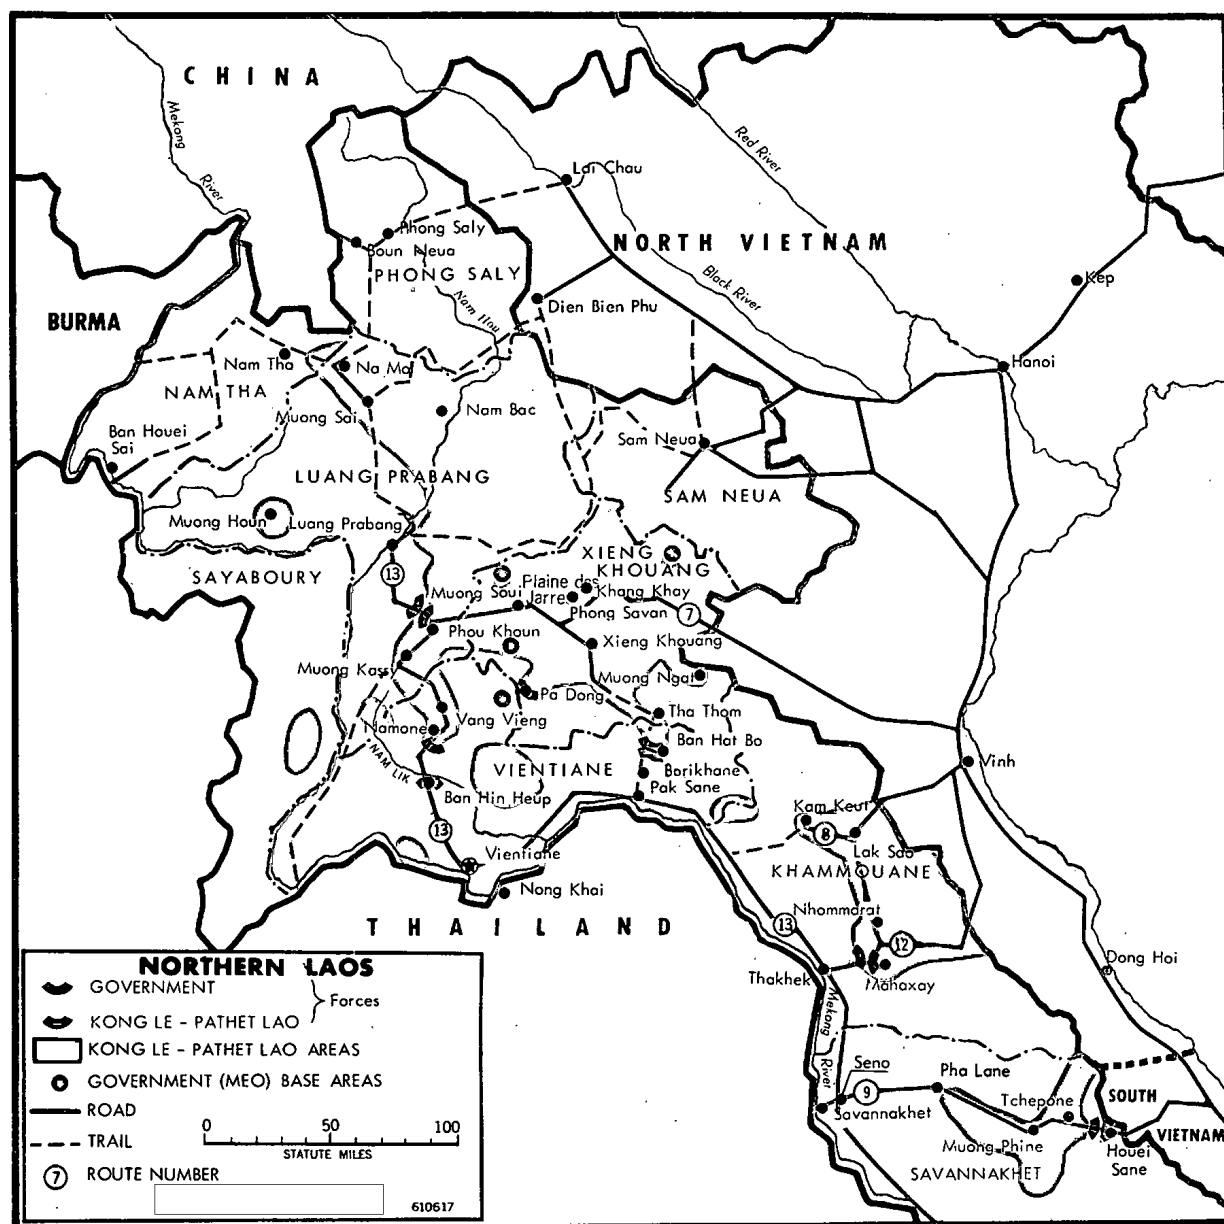 CHINA
Mekong
River
Red River
Lai Chau
Phong Saly
Boun Neua
PHONG SALY
NORTH VIETNAM
Black River
Kep
Nam Hou
BURMA
Dien Bien Phu
Hanoi
Nam Tha
Na Mo
NAM THA
Muong Sai
Nam Bac
Ban Houei
Sai
Sam Neua
LUANG PRABANG
SAM NEUA
Muong Houn
Luang Prabang
XIENG
KHOUANG
SAYABOURY
13
Muong Soui
Plaine des
Jarres
Khang Khay
Phong Savan
7
Phou Khoun
Xieng Khouang
Muong Kassy
Muong Ngat
Pa Dong
Tha Thom
Vang Vieng
Namone
Ban Hat Bo
NAM LIK
VIENTIANE
Borikhane
Pak Sane
Vinh
Ban Hin Heup
Kam Keut
8
13
Lak Sao
Vientiane
KHAMMOUANE
Nong Khai
Nhommarat
THAILAND
13
12
Dong Hoi
Thakhek
Mahaxay
Mekong
River
Seno
Pha Lane
9
Tchepone
SOUTH
VIETNAM
Savannakhet
Muong Phine
Houei
Sane
SAVANNAKHET
NORTHERN LAOS
GOVERNMENT
Forces
KONG LE - PATHET LAO
KONG LE - PATHET LAO AREAS
GOVERNMENT (MEO) BASE AREAS
ROAD
0 50 100
TRAIL
STATUTE MILES
7 ROUTE NUMBER
610617